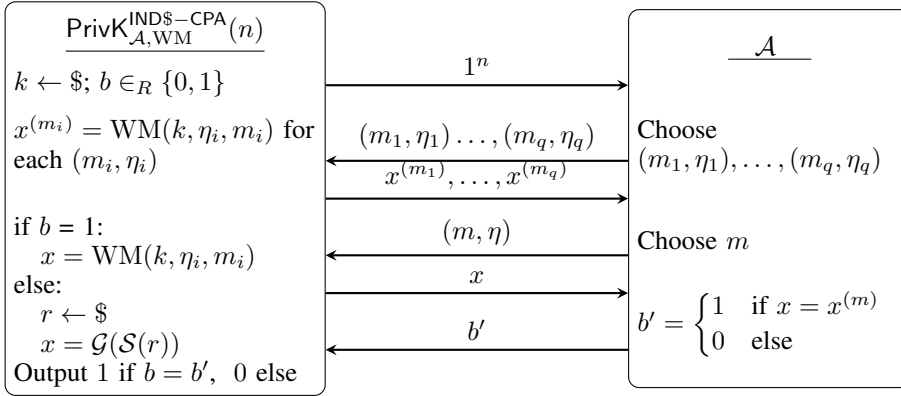 PrivK^{IND$−CPA}_{𝒜,WM}(n)
k ← $; b ∈_R {0, 1}
x^{(m_i)} = WM(k, η_i, m_i) for
each (m_i, η_i)
if b = 1:
x = WM(k, η_i, m_i)
else:
r ← $
x = 𝒢(𝒮(r))
Output 1 if b = b′, 0 else
1^n
(m_1, η_1) . . . , (m_q, η_q)
x^{(m_1)}, . . . , x^{(m_q)}
(m, η)
x
b′
𝒜
Choose
(m_1, η_1), . . . , (m_q, η_q)
Choose m
b′ = { 1 if x = x^{(m)}
0 else